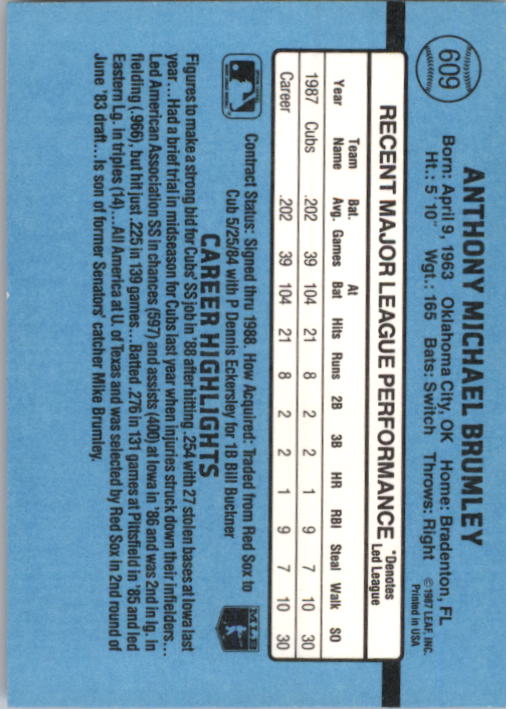 609
ANTHONY MICHAEL BRUMLEY
Born: April 9, 1963 Oklahoma City, OK Home: Bradenton, FL
Ht.: 5'10" Wgt.: 165 Bats: Switch Throws: Right
©1987 LEAF, INC.
Printed in USA
RECENT MAJOR LEAGUE PERFORMANCE *Denotes Led League
Year Team Name Bat. Avg. Games At Bat Hits Runs 2B 3B HR RBI Steal Walk SO
1987 Cubs .202 39 104 21 8 2 2 1 9 7 10 30
Career .202 39 104 21 8 2 2 1 9 7 10 30
Contract Status: Signed thru 1988. How Acquired: Traded from Red Sox to
Cub 5/25/84 with P Dennis Eckersley for 1B Bill Buckner
MLB
CAREER HIGHLIGHTS
Figures to make a strong bid for Cubs' SS job in '88 after hitting .254 with 27 stolen bases at Iowa last
year...Had a brief trial in midseason for Cubs last year when injuries struck down their infielders...
Led American Association SS in chances (597) and assists (400) at Iowa in '86 and was 2nd in lg. in
fielding (.966), but hit just .225 in 139 games...Batted .276 in 131 games at Pittsfield in '85 and led
Eastern Lg. in triples (14)...All America at U. of Texas and was selected by Red Sox in 2nd round of
June '83 draft...Is son of former Senators' catcher Mike Brumley.